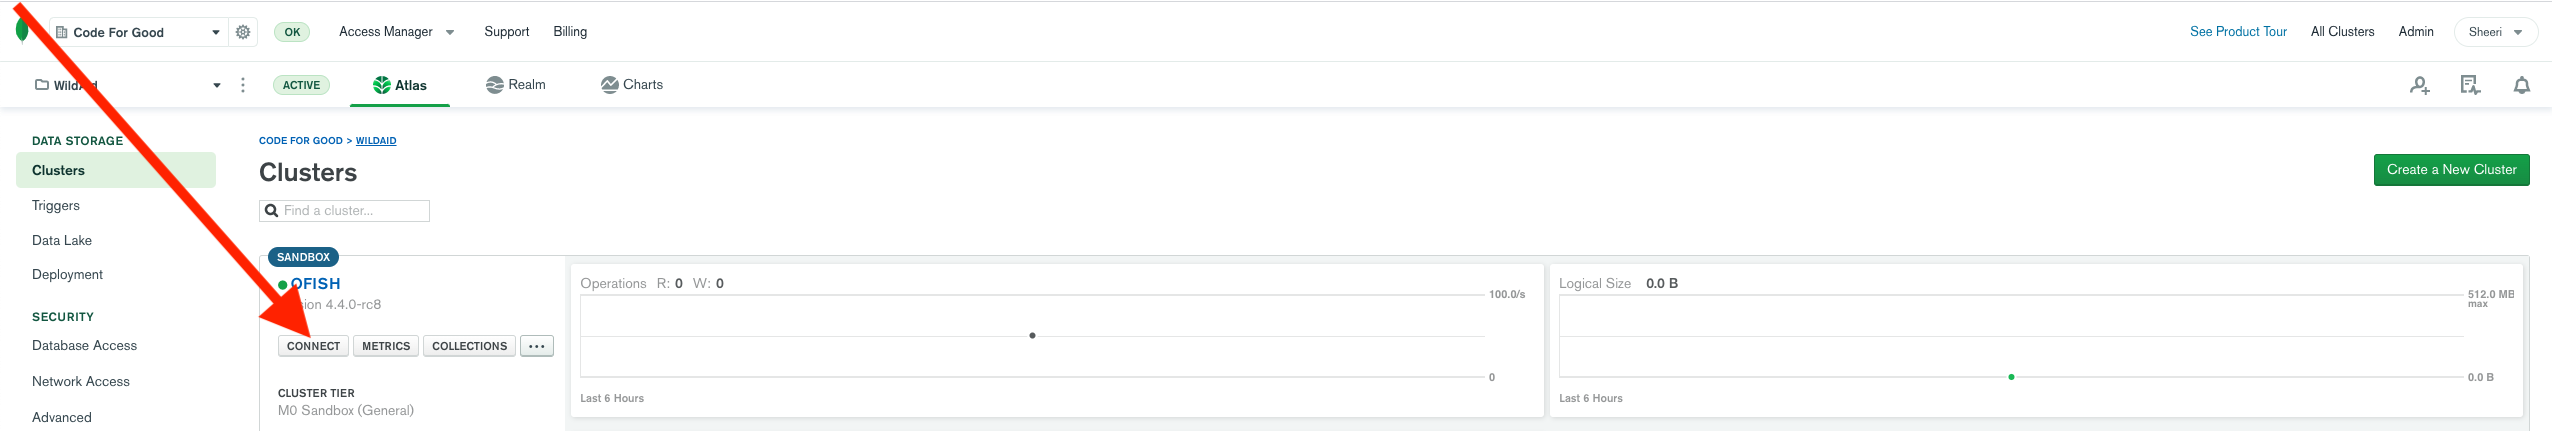 Code For Good
OK
Access Manager
Support
Billing
See Product Tour
All Clusters
Admin
Sheeri
ACTIVE
Atlas
Realm
Charts
DATA STORAGE
Clusters
Triggers
Data Lake
Deployment
SECURITY
Database Access
Network Access
Advanced
CODE FOR GOOD > WILDAID
Clusters
Create a New Cluster
Find a cluster...
SANDBOX
OFISH
4.4.0-rc8
CONNECT
METRICS
COLLECTIONS
...
CLUSTER TIER
M0 Sandbox (General)
Operations R: 0 W: 0
100.0/s
0
Last 6 Hours
Logical Size 0.0 B
512.0 MB
max
0.0 B
Last 6 Hours